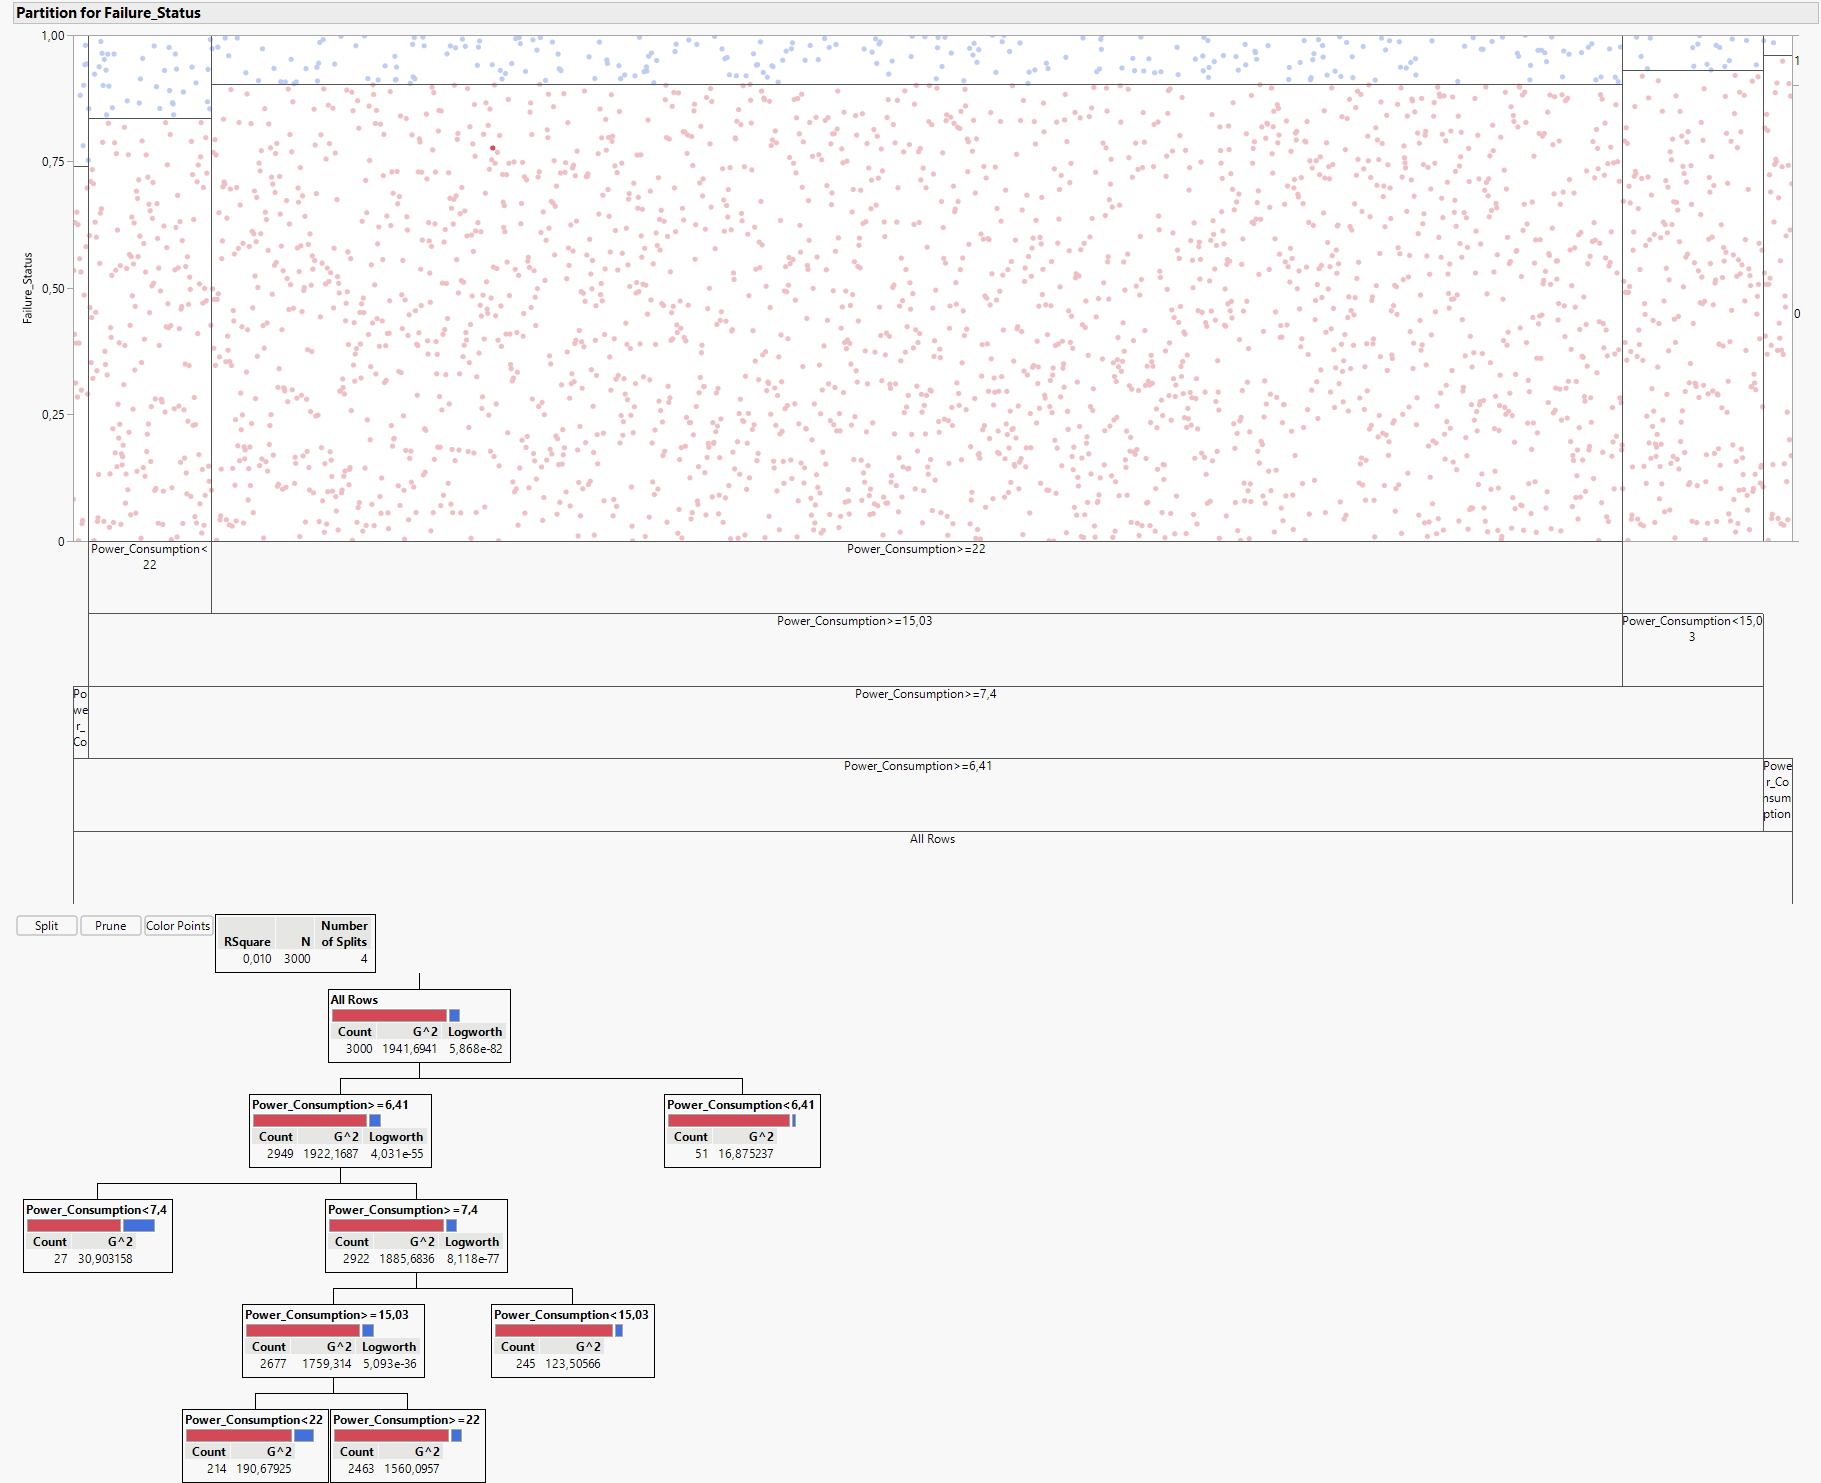 Partition for Failure_Status
1,00
0,75
0,50
0,25
0
Failure_Status
1
0
Power_Consumption<
22
Power_Consumption>=22
Power_Consumption>=15,03
Power_Consumption<15,0
3
Po
we
r_
Co
Power_Consumption>=7,4
Power_Consumption>=6,41
Powe
r_Co
nsum
ption
All Rows
Split Prune Color Points
Number
RSquare N of Splits
0,010 3000 4
All Rows
Count G^2 Logworth
3000 1941,6941 5,868e-82
Power_Consumption>=6,41
Count G^2 Logworth
2949 1922,1687 4,031e-55
Power_Consumption<6,41
Count G^2
51 16,875237
Power_Consumption<7,4
Count G^2
27 30,903158
Power_Consumption>=7,4
Count G^2 Logworth
2922 1885,6836 8,118e-77
Power_Consumption>=15,03
Count G^2 Logworth
2677 1759,314 5,093e-36
Power_Consumption<15,03
Count G^2
245 123,50566
Power_Consumption<22
Count G^2
214 190,67925
Power_Consumption>=22
Count G^2
2463 1560,0957